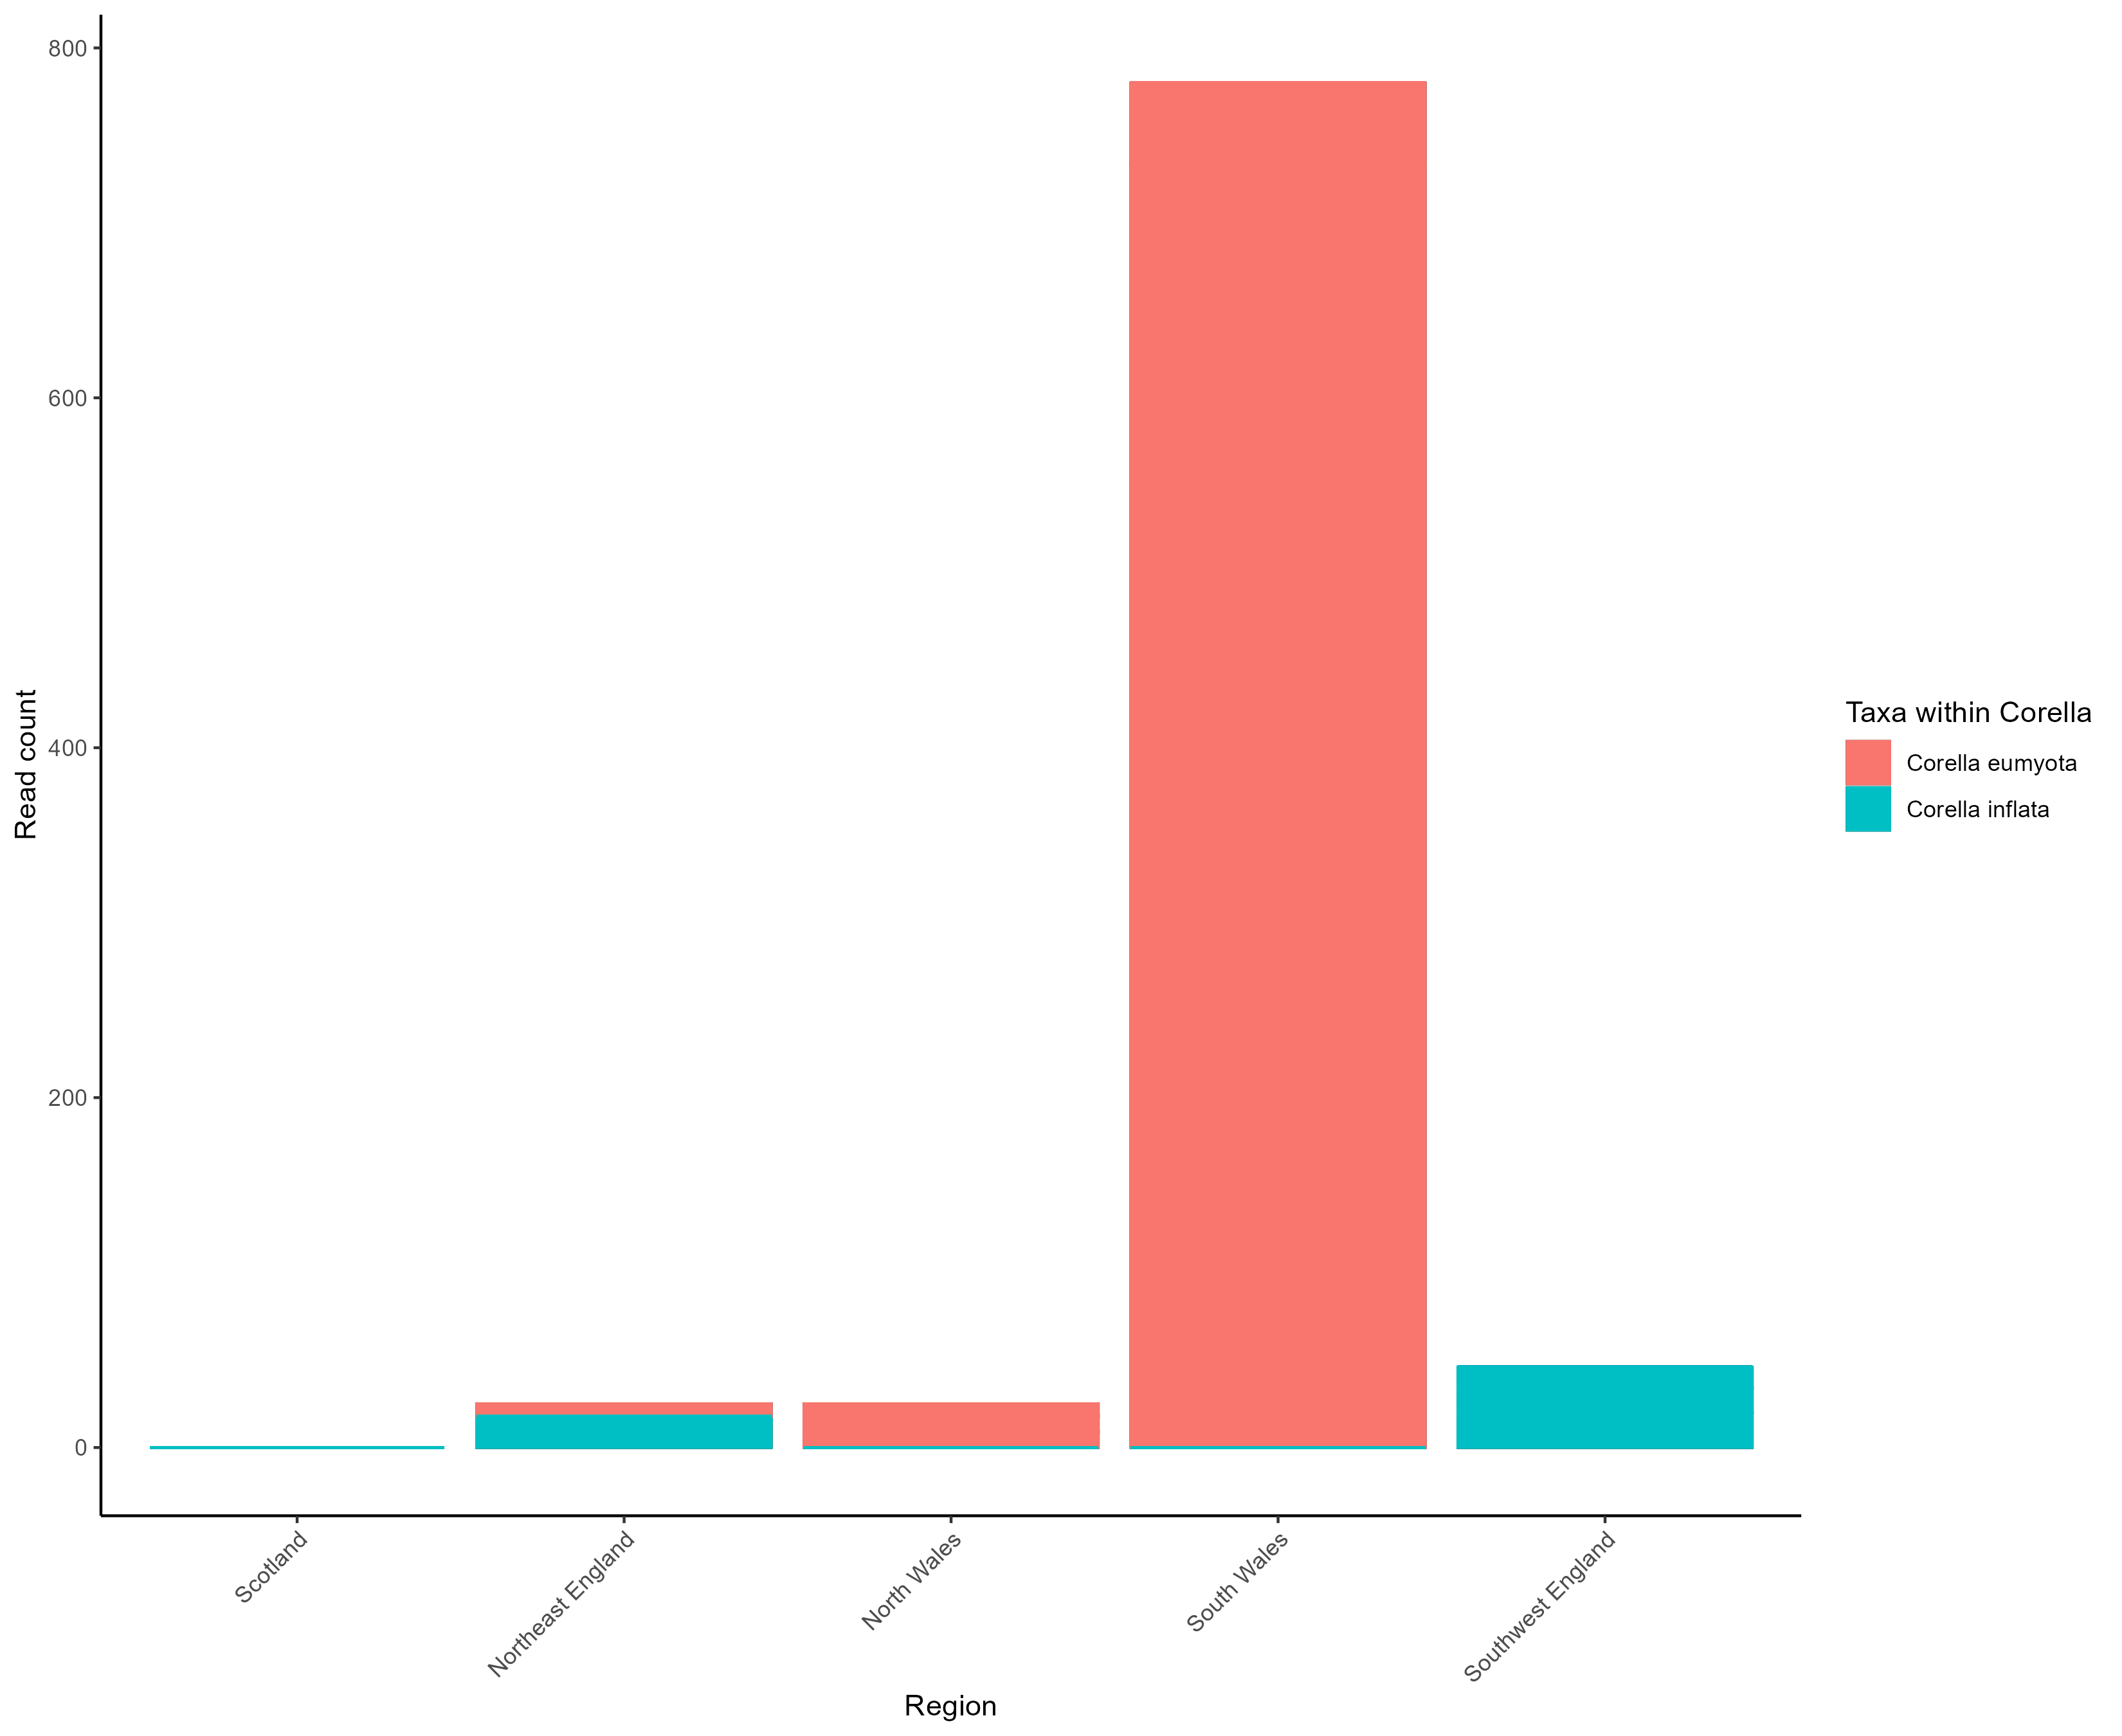 800
600
400
200
0
Read count
Scotland
Northeast England
North Wales
South Wales
Southwest England
Region
Taxa within Corella
Corella eumyota
Corella inflata